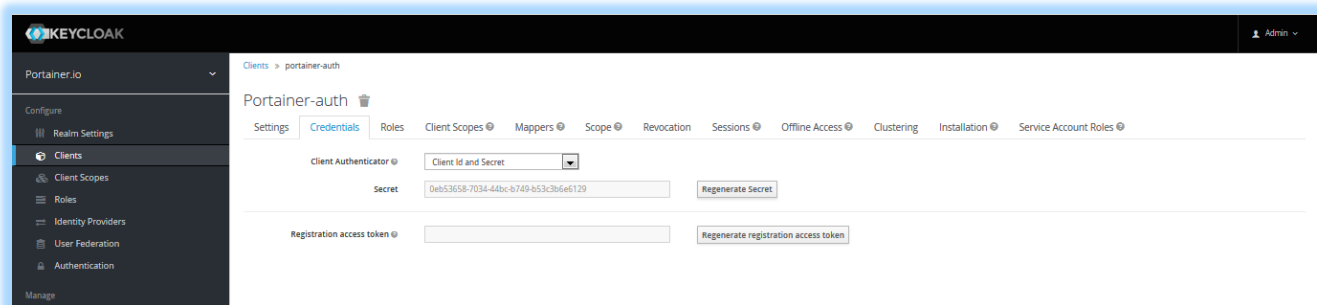 KEYCLOAK
Admin
Portainer.io
Clients » portainer-auth
Portainer-auth
Configure
Realm Settings
Clients
Client Scopes
Roles
Identity Providers
User Federation
Authentication
Manage
Settings Credentials Roles Client Scopes Mappers Scope Revocation Sessions Offline Access Clustering Installation Service Account Roles
Client Authenticator Client Id and Secret
Secret 0eb53658-7034-44bc-b749-b53c3b6e6129 Regenerate Secret
Registration access token Regenerate registration access token